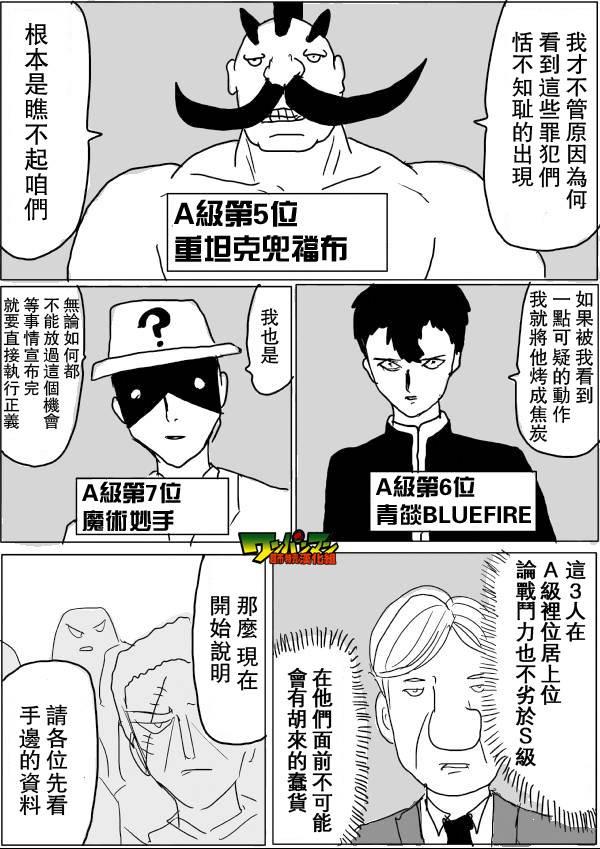 我才不管原因為何
看到這些罪犯們
恬不知恥的出現
根本是瞧不起咱們
A級第5位
重坦克兜襠布
如果被我看到
一點可疑的動作
我就將他烤成焦炭
A級第6位
青燄BLUEFIRE
我也是
無論如何都
不能放過這個機會
等事情宣布完
就要直接執行正義
?
A級第7位
魔術妙手
ワンパンマン
這3人在
A級裡位居上位
論戰鬥力也不劣於S級
在他們面前不可能
會有胡來的蠢貨
那麼現在
開始說明
請各位先看
手邊的資料